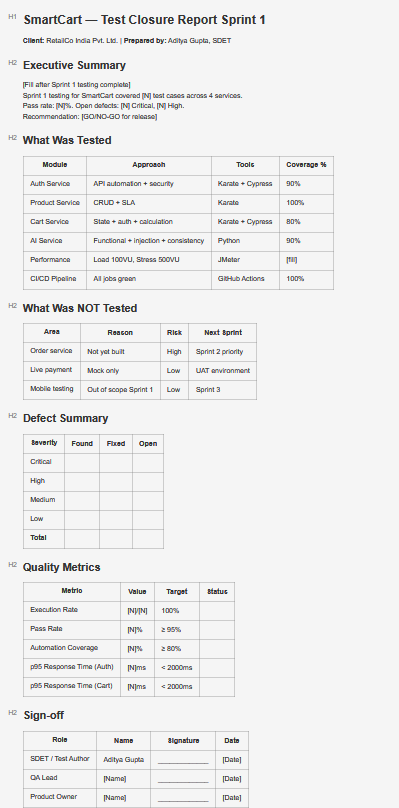 H1 SmartCart — Test Closure Report Sprint 1
Client: RetailCo India Pvt. Ltd. | Prepared by: Aditya Gupta, SDET
H2 Executive Summary
[Fill after Sprint 1 testing complete]
Sprint 1 testing for SmartCart covered [N] test cases across 4 services.
Pass rate: [N]%. Open defects: [N] Critical, [N] High.
Recommendation: [GO/NO-GO for release]
H2 What Was Tested
Module Approach Tools Coverage %
Auth Service API automation + security Karate + Cypress 90%
Product Service CRUD + SLA Karate 100%
Cart Service State + auth + calculation Karate + Cypress 80%
AI Service Functional + injection + consistency Python 90%
Performance Load 100VU, Stress 500VU JMeter [fill]
CI/CD Pipeline All jobs green GitHub Actions 100%
H2 What Was NOT Tested
Area Reason Risk Next Sprint
Order service Not yet built High Sprint 2 priority
Live payment Mock only Low UAT environment
Mobile testing Out of scope Sprint 1 Low Sprint 3
H2 Defect Summary
Severity Found Fixed Open
Critical
High
Medium
Low
Total
H2 Quality Metrics
Metric Value Target Status
Execution Rate [N]/[N] 100%
Pass Rate [N]% ≥ 95%
Automation Coverage [N]% ≥ 80%
p95 Response Time (Auth) [N]ms < 2000ms
p95 Response Time (Cart) [N]ms < 2000ms
H2 Sign-off
Role Name Signature Date
SDET / Test Author Aditya Gupta ____________ [Date]
QA Lead [Name] ____________ [Date]
Product Owner [Name] ____________ [Date]